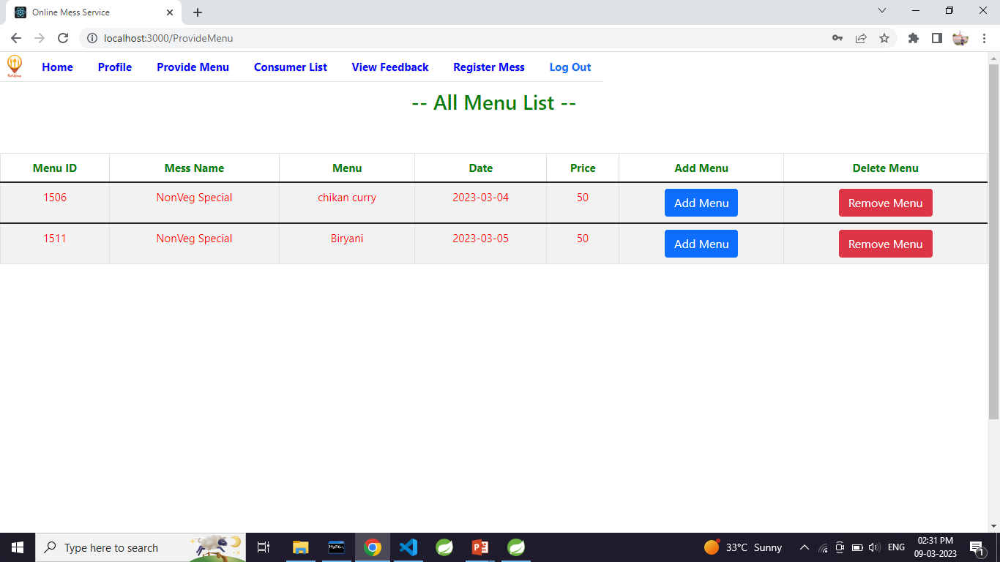 Online Mess Service
localhost:3000/ProvideMenu
Home Profile Provide Menu Consumer List View Feedback Register Mess Log Out
-- All Menu List --
Menu ID Mess Name Menu Date Price Add Menu Delete Menu
1506 NonVeg Special chikan curry 2023-03-04 50 Add Menu Remove Menu
1511 NonVeg Special Biryani 2023-03-05 50 Add Menu Remove Menu
Type here to search
MySQL
33°C Sunny
ENG
02:31 PM
09-03-2023
1